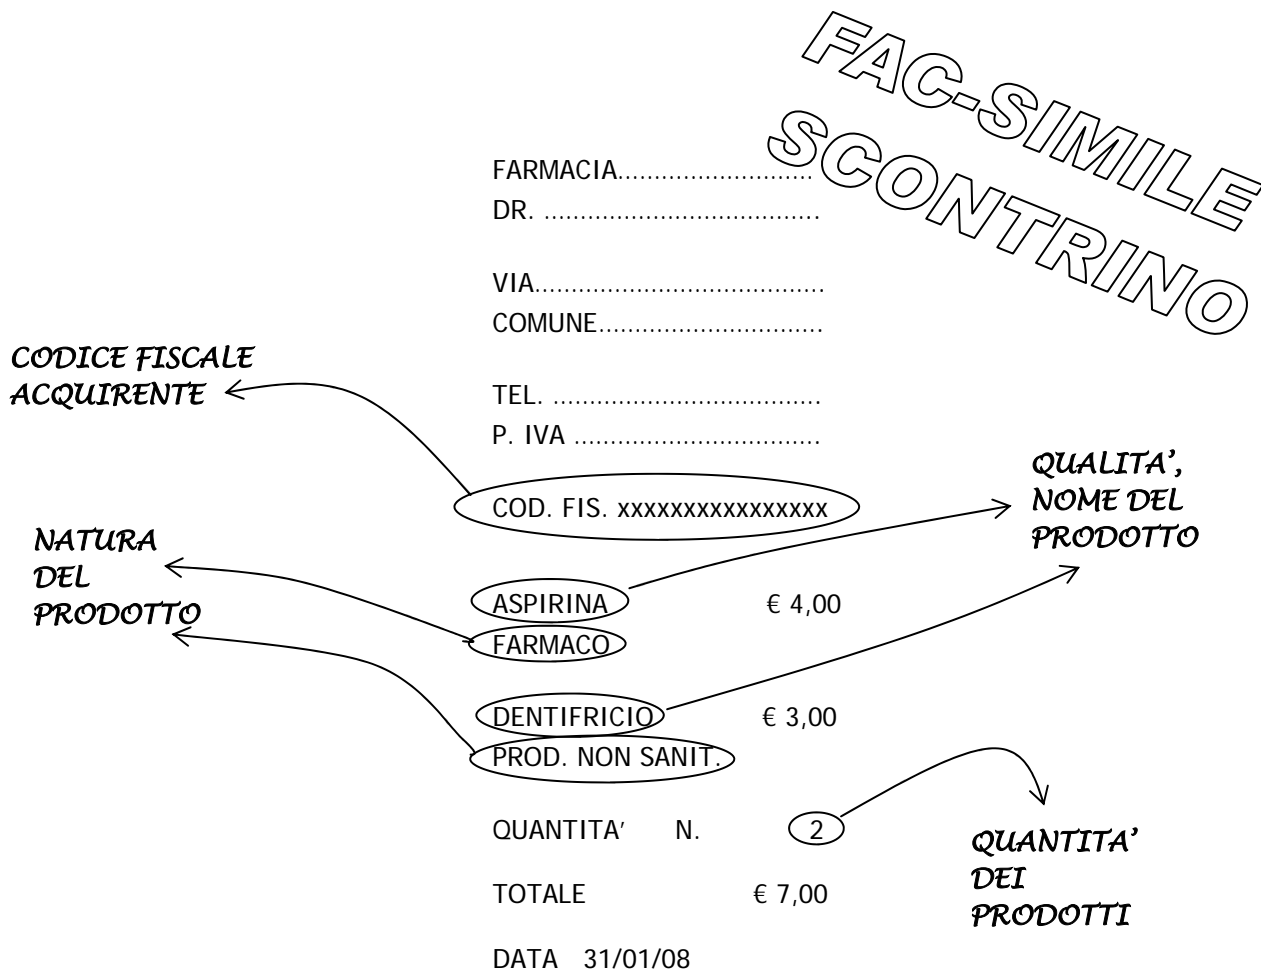 FAC-SIMILE
SCONTRINO
FARMACIA...........................
DR. ......................................
VIA........................................
COMUNE...............................
CODICE FISCALE
ACQUIRENTE
TEL. .....................................
P. IVA ..................................
COD. FIS. xxxxxxxxxxxxxxxx
QUALITA’,
NOME DEL
PRODOTTO
NATURA
DEL
PRODOTTO
ASPIRINA € 4,00
FARMACO
DENTIFRICIO € 3,00
PROD. NON SANIT.
QUANTITA’ N. 2
QUANTITA’
DEI
PRODOTTI
TOTALE € 7,00
DATA 31/01/08